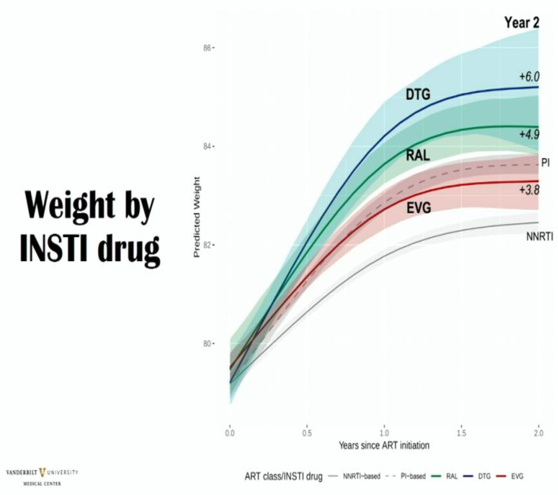 Year 2
86
DTG
+6.0
+4.9
84
RAL
PI
+3.8
EVG
Weight by
INSTI drug
Predicted Weight
82
NNRTI
80
0.0 0.5 1.0 1.5 2.0
Years since ART initiation
VANDERBILT UNIVERSITY
MEDICAL CENTER
ART class/INSTI drug NNRTI-based PI-based RAL DTG EVG